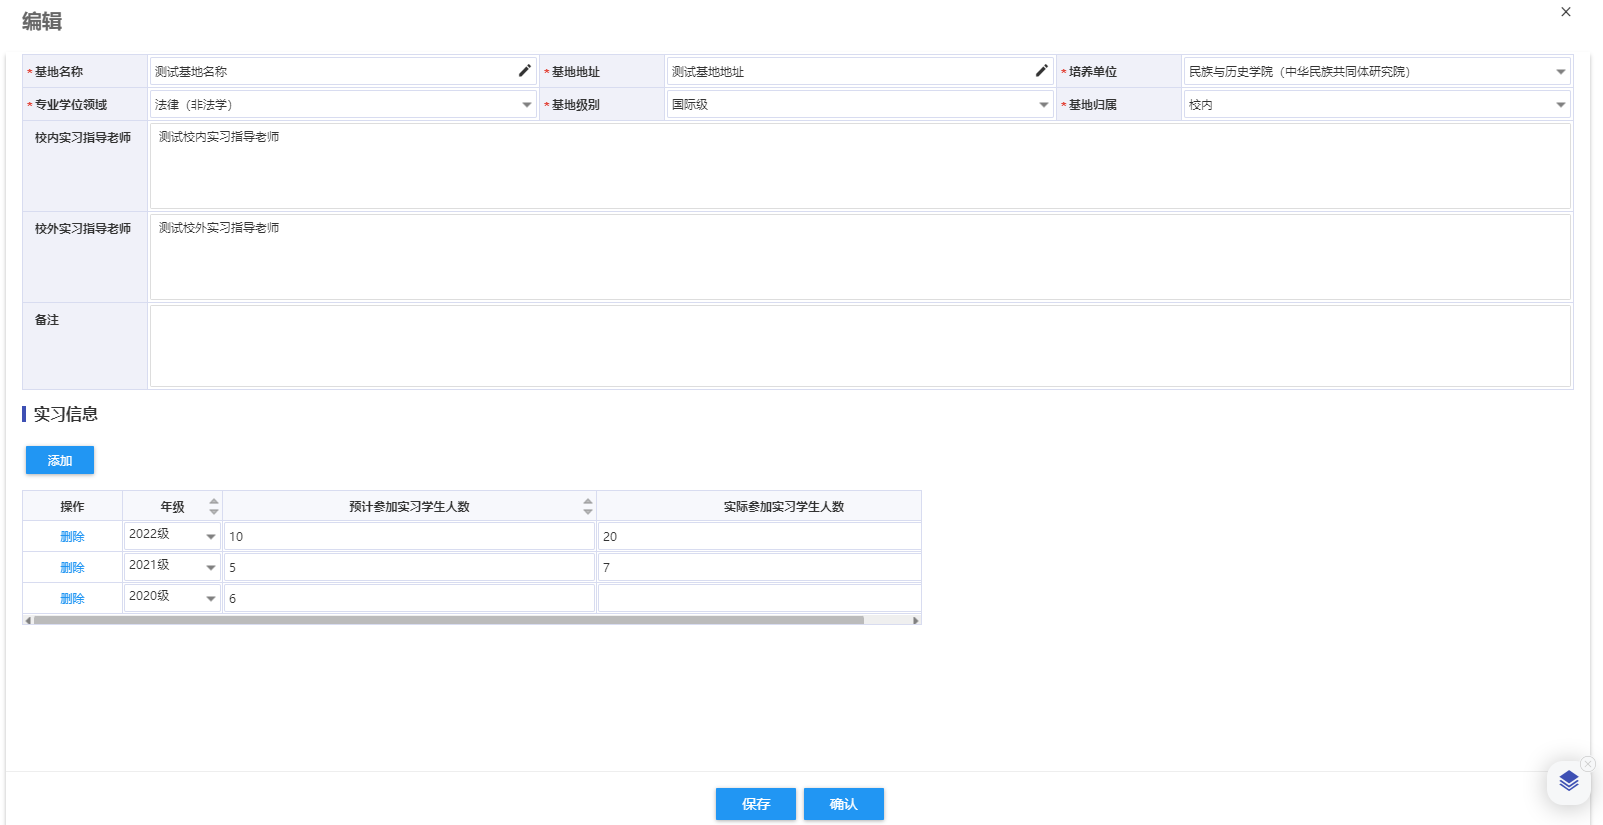 编辑
*基地名称 测试基地名称 *基地地址 测试基地地址 *培养单位 民族与历史学院（中华民族共同体研究院）
*专业学位领域 法律（非法学） *基地级别 国际级 *基地归属 校内
校内实习指导老师 测试校内实习指导老师
校外实习指导老师 测试校外实习指导老师
备注
实习信息
添加
操作 年级 预计参加实习学生人数 实际参加实习学生人数
删除 2022级 10 20
删除 2021级 5 7
删除 2020级 6
保存 确认